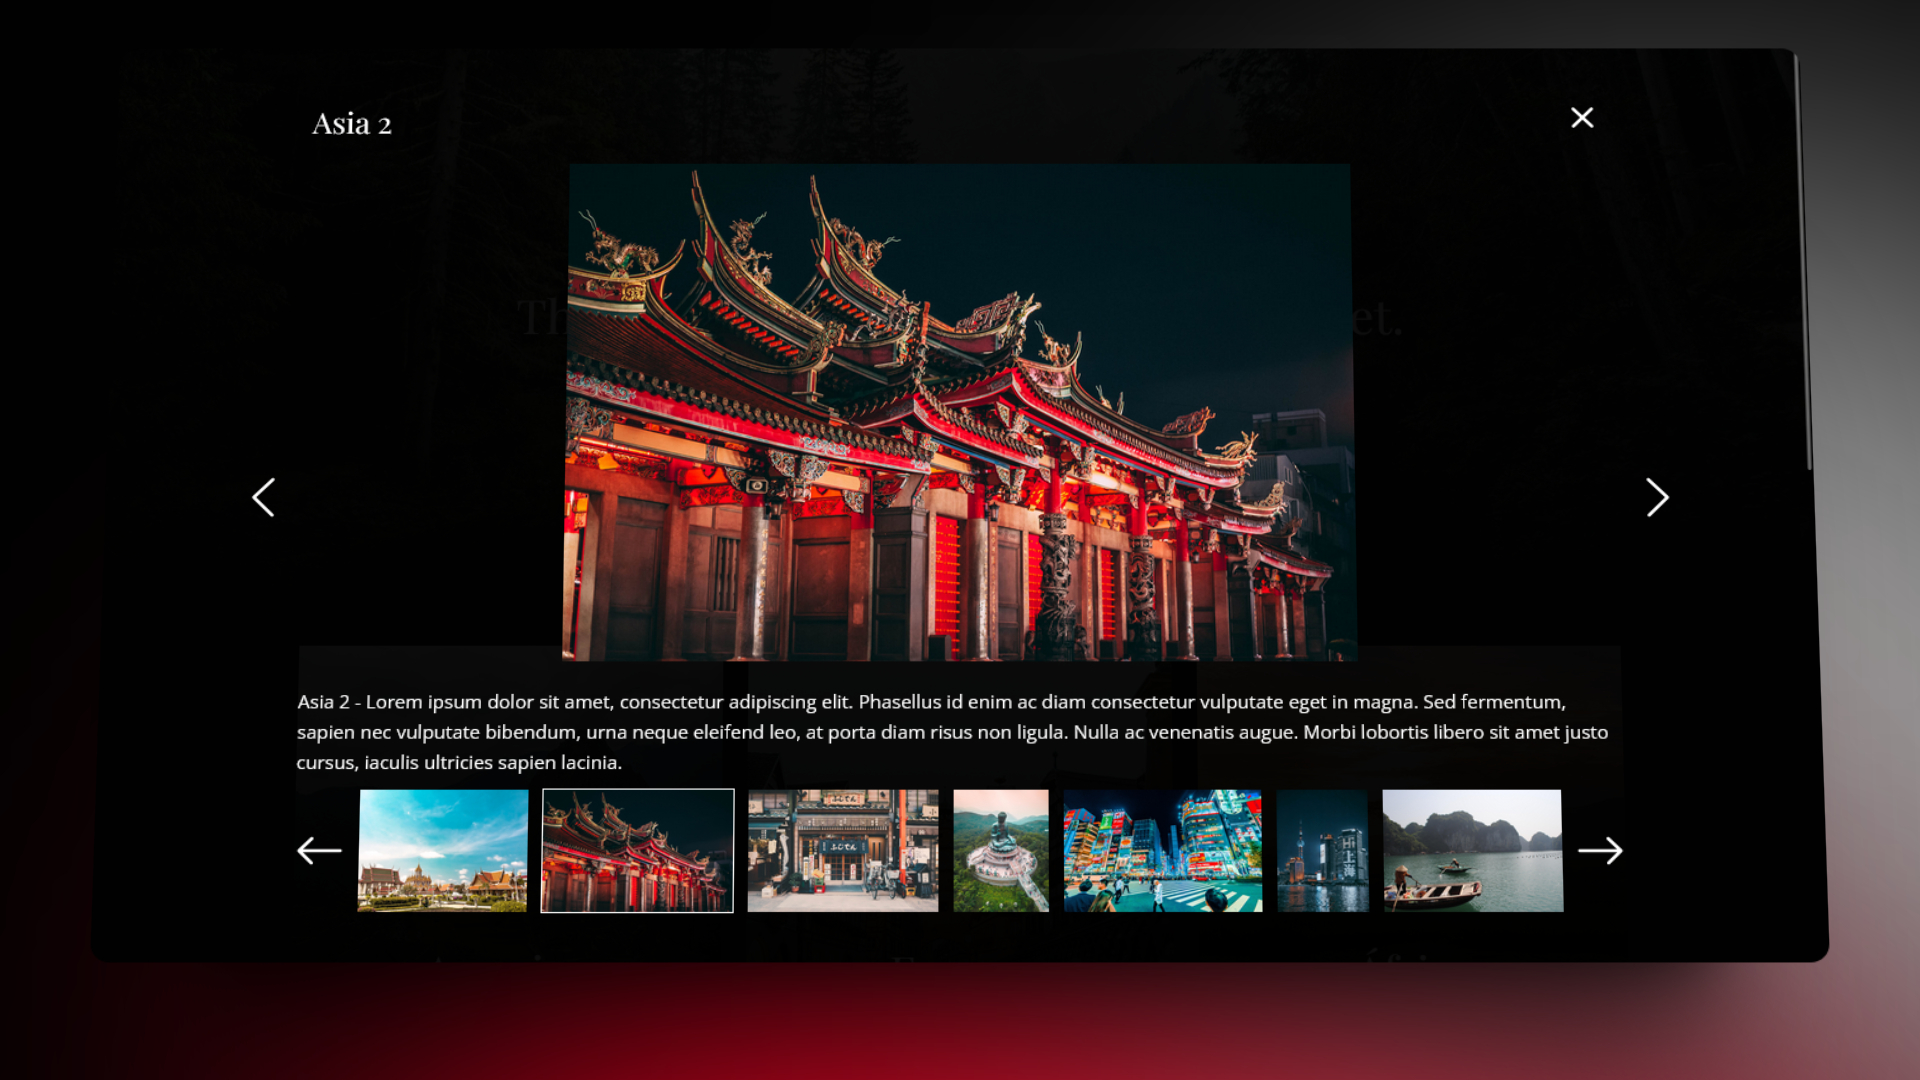 Asia 2
et.
Asia 2 - Lorem ipsum dolor sit amet, consectetur adipiscing elit. Phasellus id enim ac diam consectetur vulputate eget in magna. Sed fermentum,
sapien nec vulputate bibendum, urna neque eleifend leo, at porta diam risus non ligula. Nulla ac venenatis augue. Morbi lobortis libero sit amet justo
cursus, iaculis ultricies sapien lacinia.